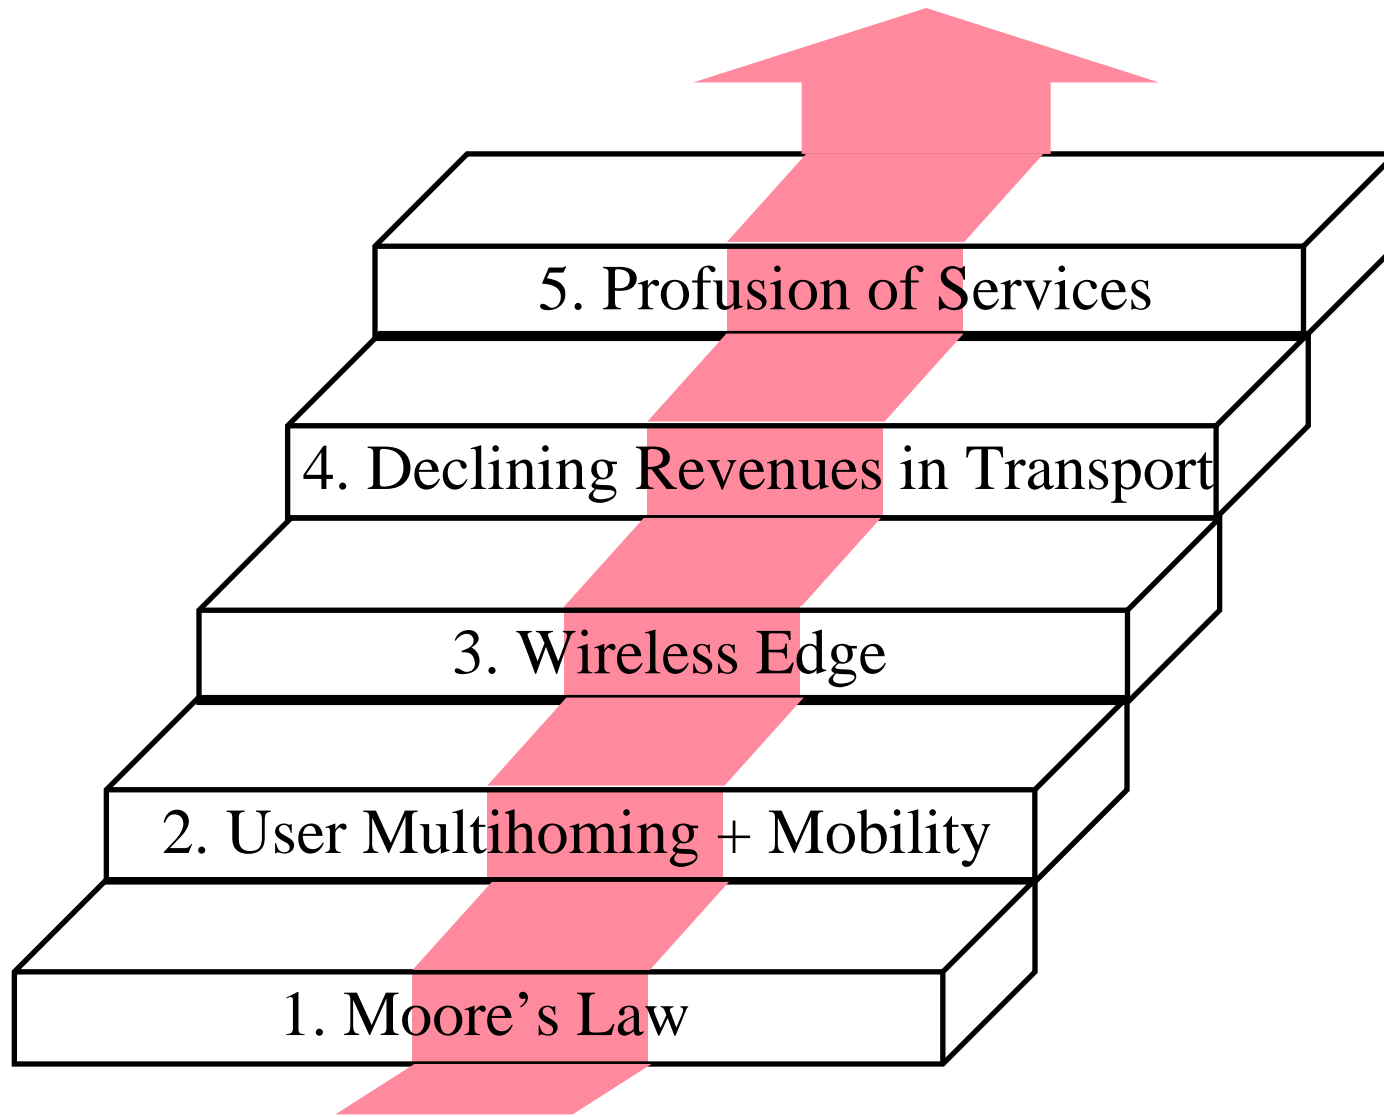 5. Profusion of Services
4. Declining Revenues in Transport
3. Wireless Edge
2. User Multihoming + Mobility
1. Moore’s Law